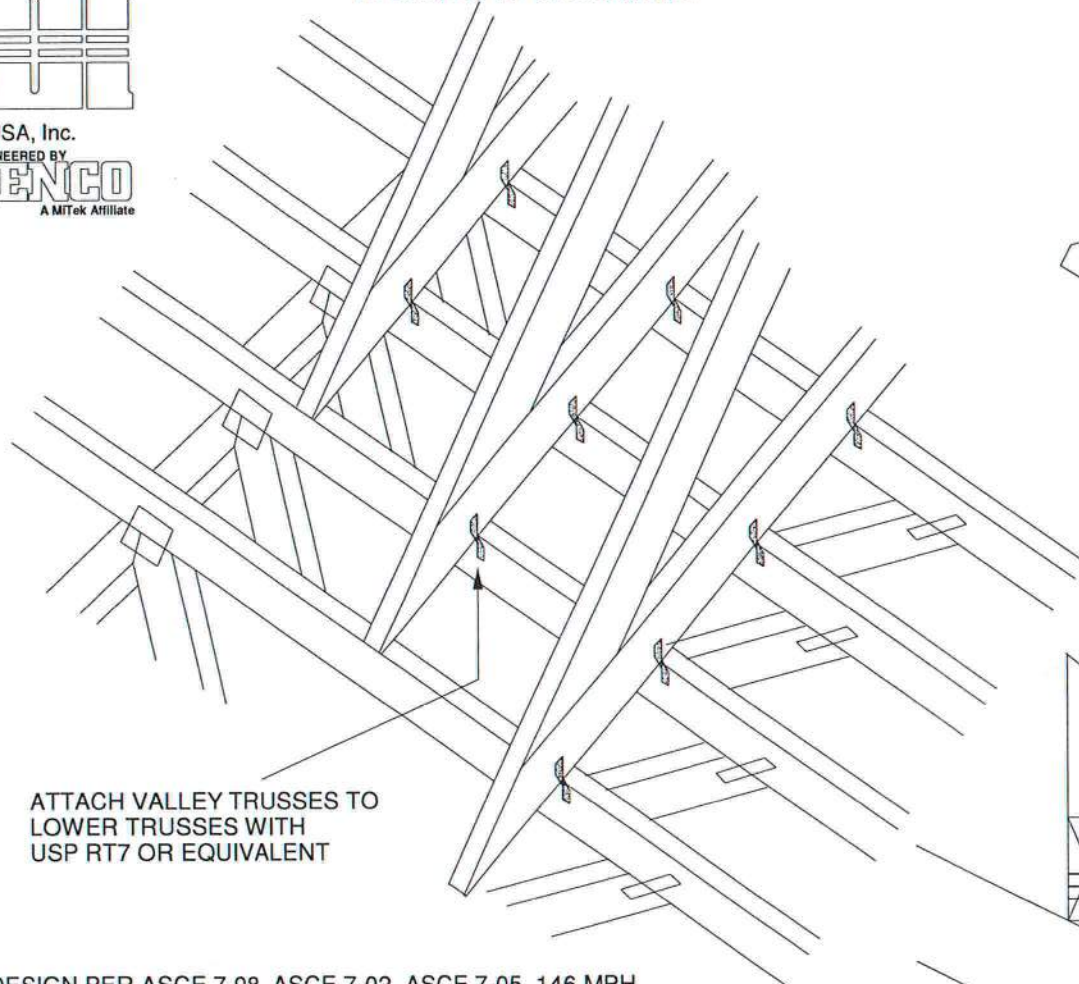 SA, Inc.
NEERED BY
ENCO
A MiTek Affiliate
ATTACH VALLEY TRUSSES TO
LOWER TRUSSES WITH
USP RT7 OR EQUIVALENT
DESIGN PER ASCE 7-98, ASCE 7-02, ASCE 7-05 146 MPH